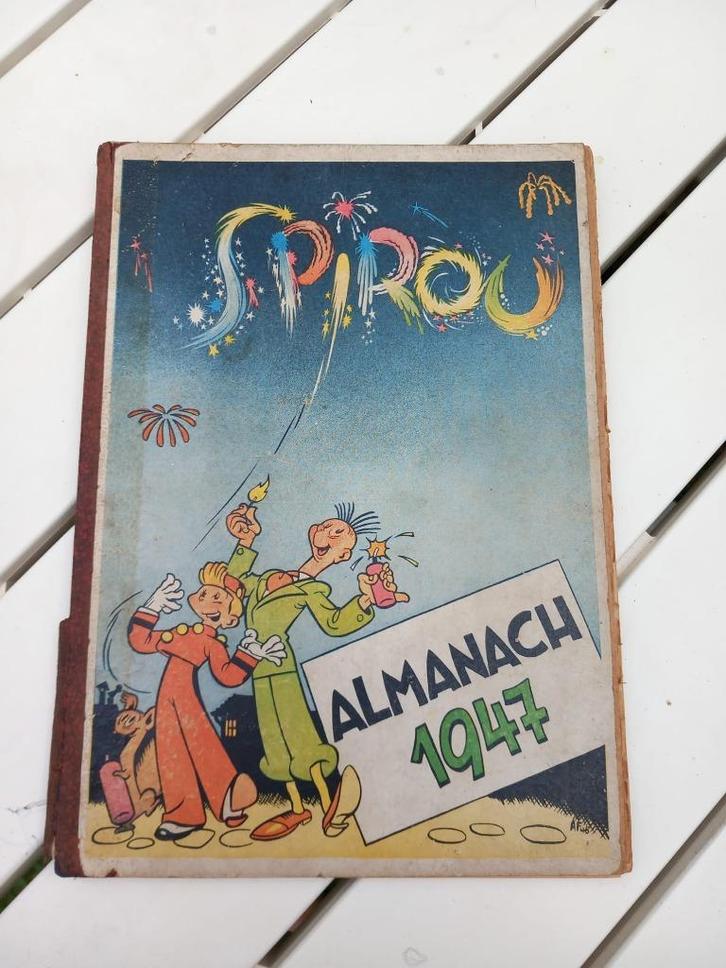 SPIROU
ALMANACH
1947